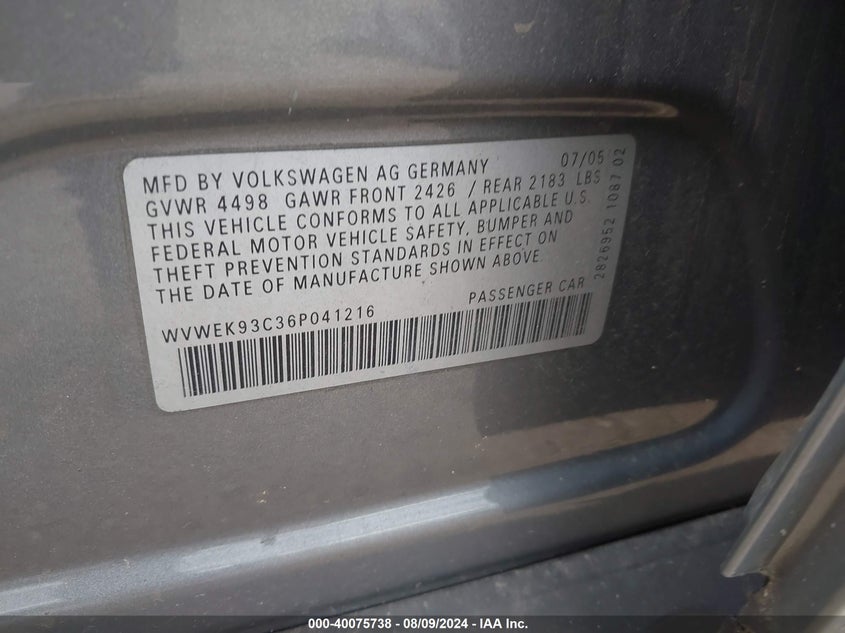 MFD BY VOLKSWAGEN AG GERMANY 07/05
GVWR 4498 GAWR FRONT 2426 / REAR 2183 LBS
THIS VEHICLE CONFORMS TO ALL APPLICABLE U.S.
FEDERAL MOTOR VEHICLE SAFETY, BUMPER AND
THEFT PREVENTION STANDARDS IN EFFECT ON
THE DATE OF MANUFACTURE SHOWN ABOVE.
WVWEK93C36P041216 PASSENGER CAR
2826952 1087 02
000-40075738 - 08/09/2024 - IAA Inc.